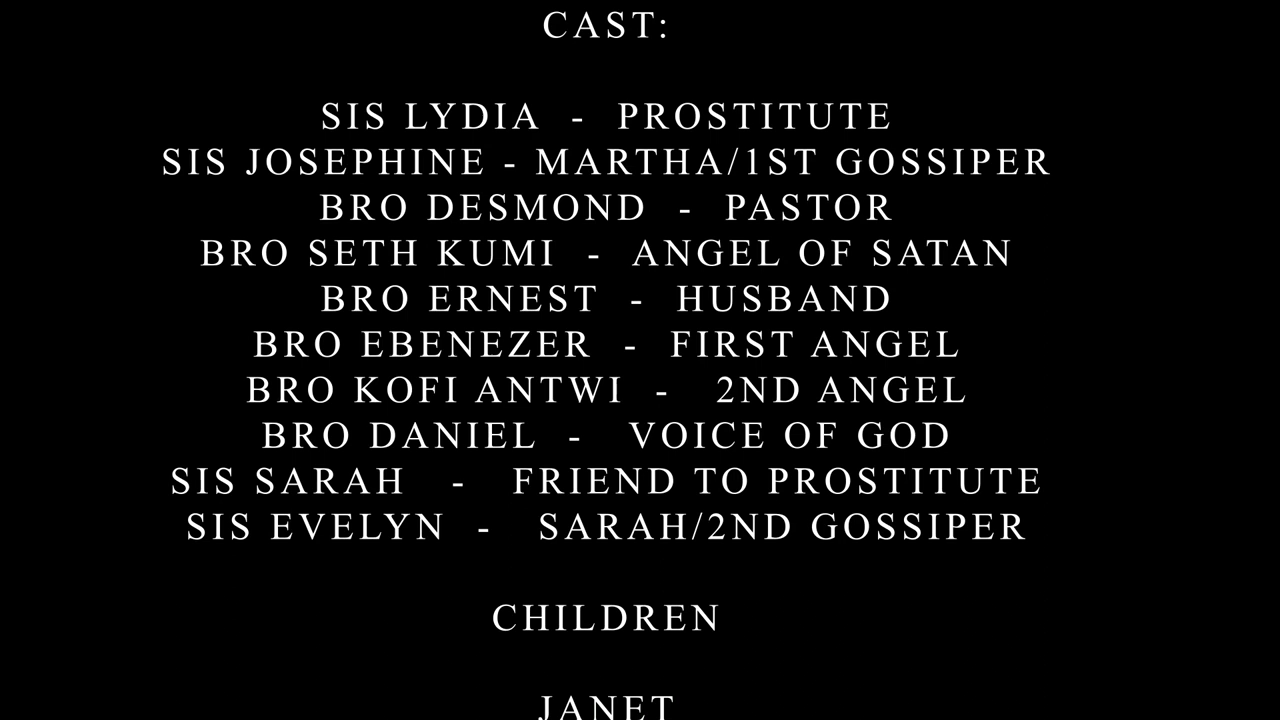 CAST:
SIS LYDIA - PROSTITUTE
SIS JOSEPHINE - MARTHA/1ST GOSSIPER
BRO DESMOND - PASTOR
BRO SETH KUMI - ANGEL OF SATAN
BRO ERNEST - HUSBAND
BRO EBENEZER - FIRST ANGEL
BRO KOFI ANTWI - 2ND ANGEL
BRO DANIEL - VOICE OF GOD
SIS SARAH - FRIEND TO PROSTITUTE
SIS EVELYN - SARAH/2ND GOSSIPER
CHILDREN
JANET